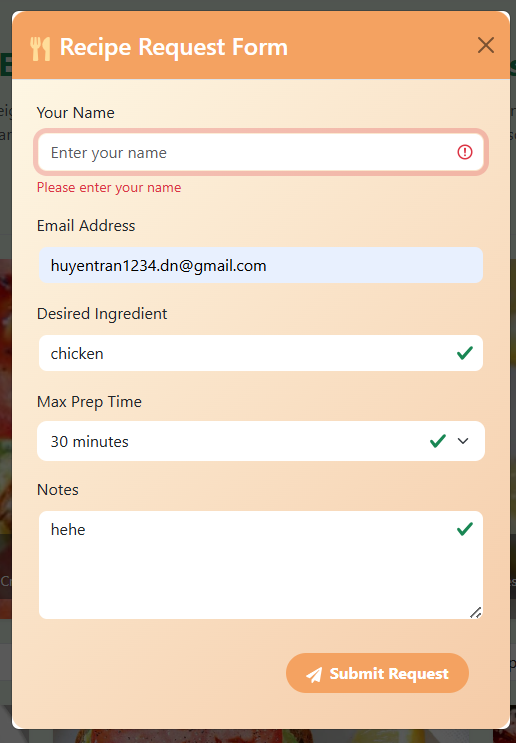 Recipe Request Form
Your Name
Enter your name
Please enter your name
Email Address
huyentran1234.dn@gmail.com
Desired Ingredient
chicken
Max Prep Time
30 minutes
Notes
hehe
Submit Request